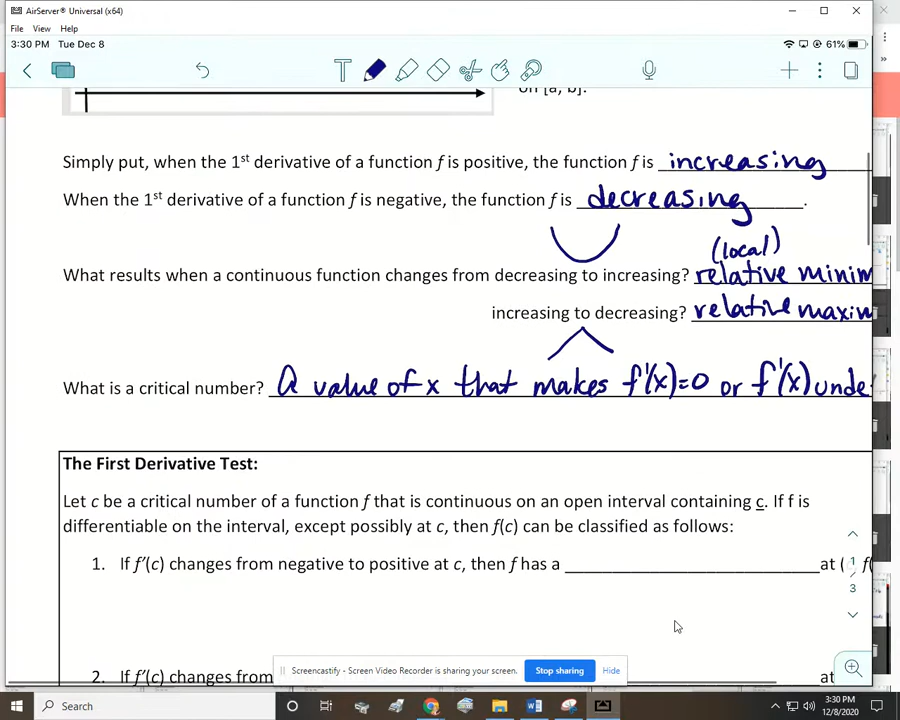 AirServer® Universal (x64)
File View Help
3:30 PM Tue Dec 8
61%
on [a, b].
Simply put, when the 1st derivative of a function f is positive, the function f is increasing
When the 1st derivative of a function f is negative, the function f is decreasing.
(local)
What results when a continuous function changes from decreasing to increasing? relative minim
increasing to decreasing? relative maxim
What is a critical number? A value of x that makes f'(x)=0 or f'(x) unde
The First Derivative Test:
Let c be a critical number of a function f that is continuous on an open interval containing c. If f is
differentiable on the interval, except possibly at c, then f(c) can be classified as follows:
1. If f'(c) changes from negative to positive at c, then f has a ____________________ at ( f(
1
3
2. If f'(c) changes from
at
Screencastify - Screen Video Recorder is sharing your screen. Stop sharing Hide
Search
3:30 PM
12/8/2020